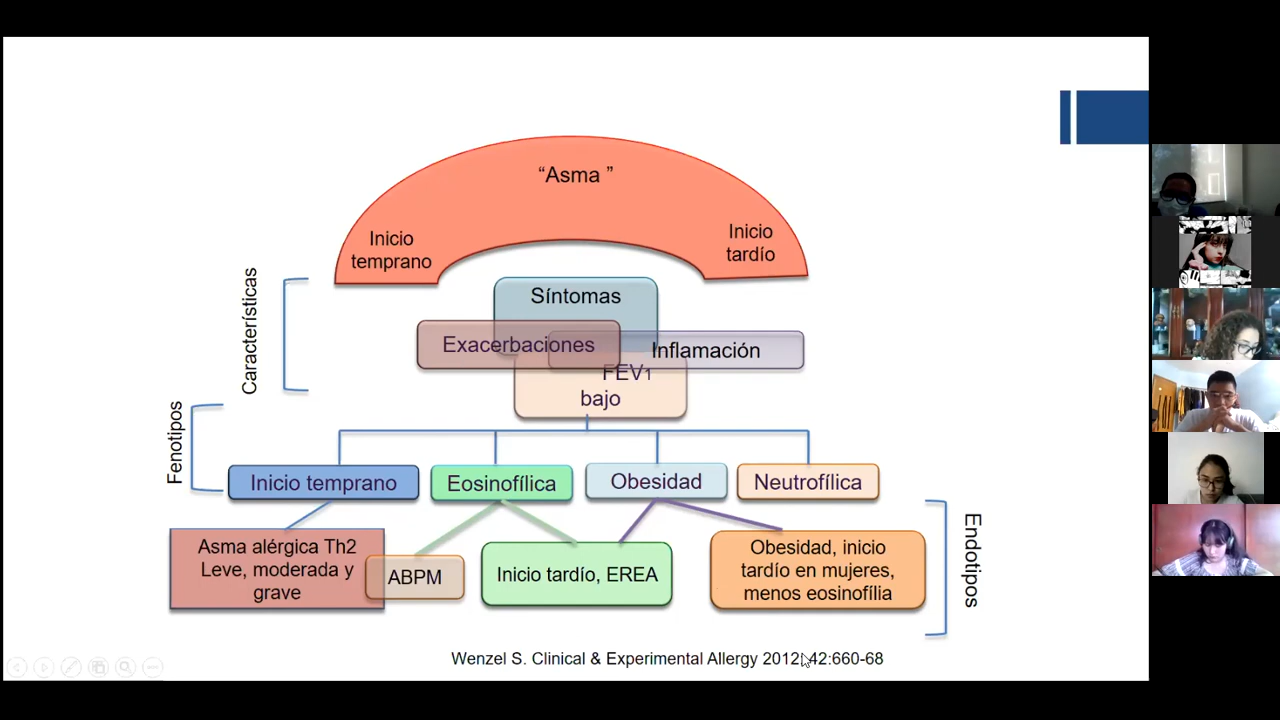 “Asma ”
Inicio
temprano
Inicio
tardío
Características
Síntomas
Exacerbaciones
Inflamación
FEV1
bajo
Fenotipos
Inicio temprano
Eosinofílica
Obesidad
Neutrofílica
Endotipos
Asma alérgica Th2
Leve, moderada y
grave
ABPM
Inicio tardío, EREA
Obesidad, inicio
tardío en mujeres,
menos eosinofilia
Wenzel S. Clinical & Experimental Allergy 2012; 42:660-68